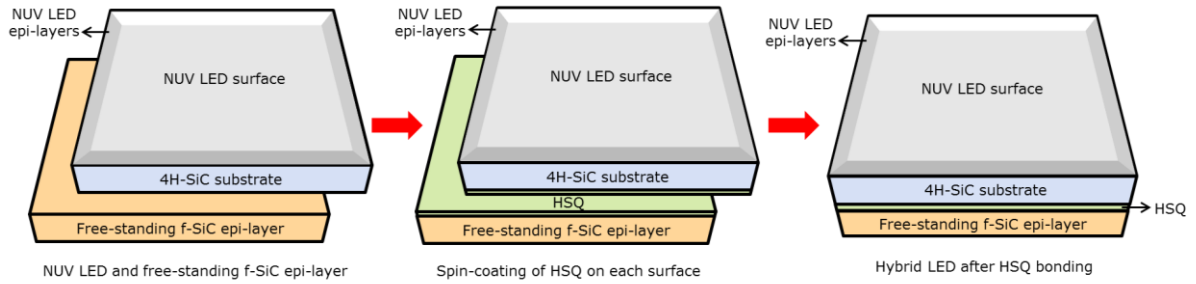 NUV LED
epi-layers
NUV LED surface
4H-SiC substrate
Free-standing f-SiC epi-layer
NUV LED and free-standing f-SiC epi-layer
NUV LED
epi-layers
NUV LED surface
4H-SiC substrate
HSQ
Free-standing f-SiC epi-layer
Spin-coating of HSQ on each surface
NUV LED
epi-layers
NUV LED surface
4H-SiC substrate
HSQ
Free-standing f-SiC epi-layer
Hybrid LED after HSQ bonding